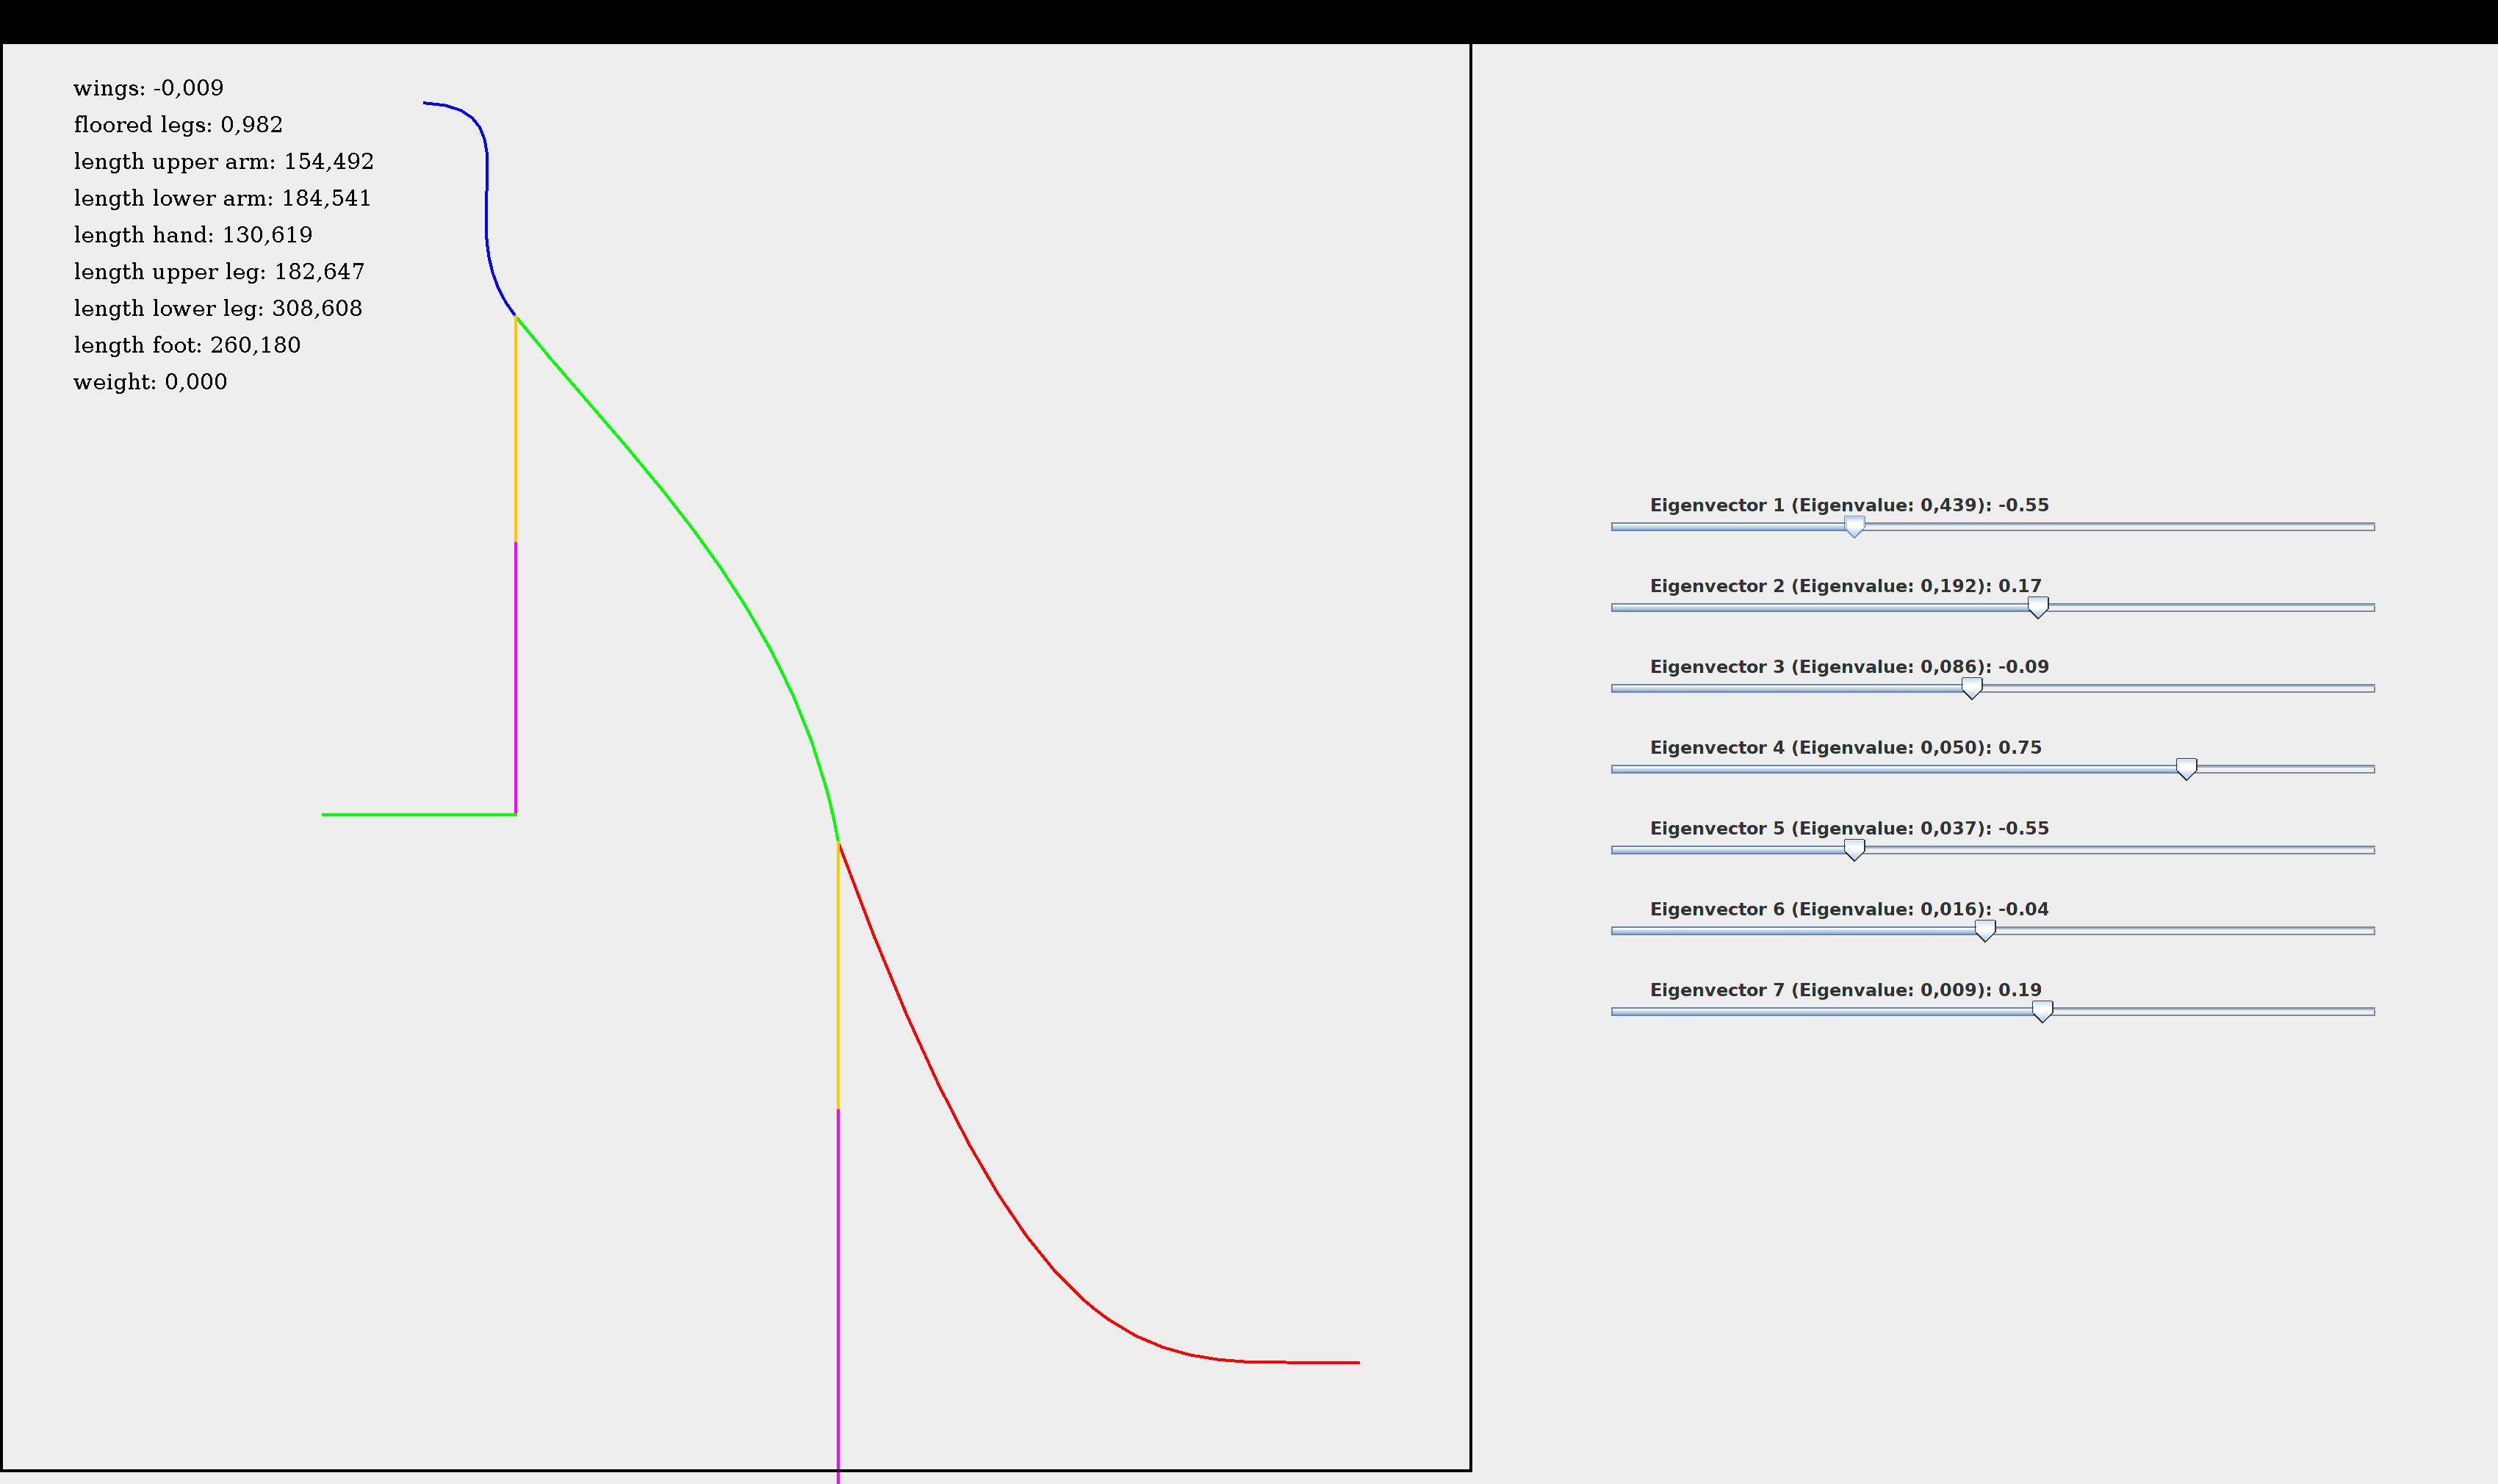 wings: -0,009
floored legs: 0,982
length upper arm: 154,492
length lower arm: 184,541
length hand: 130,619
length upper leg: 182,647
length lower leg: 308,608
length foot: 260,180
weight: 0,000
Eigenvector 1 (Eigenvalue: 0,439): -0.55
Eigenvector 2 (Eigenvalue: 0,192): 0.17
Eigenvector 3 (Eigenvalue: 0,086): -0.09
Eigenvector 4 (Eigenvalue: 0,050): 0.75
Eigenvector 5 (Eigenvalue: 0,037): -0.55
Eigenvector 6 (Eigenvalue: 0,016): -0.04
Eigenvector 7 (Eigenvalue: 0,009): 0.19